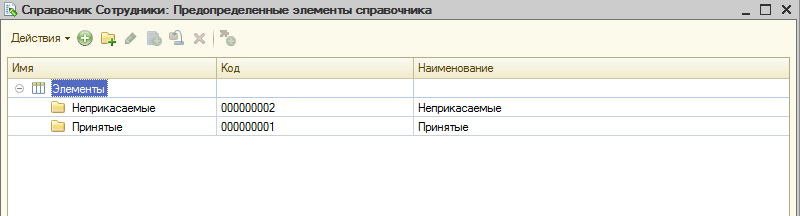 Справочник Сотрудники: Предопределенные элементы справочника
Действия
Имя Код Наименование
Элементы
Неприкасаемые 000000002 Неприкасаемые
Принятые 000000001 Принятые